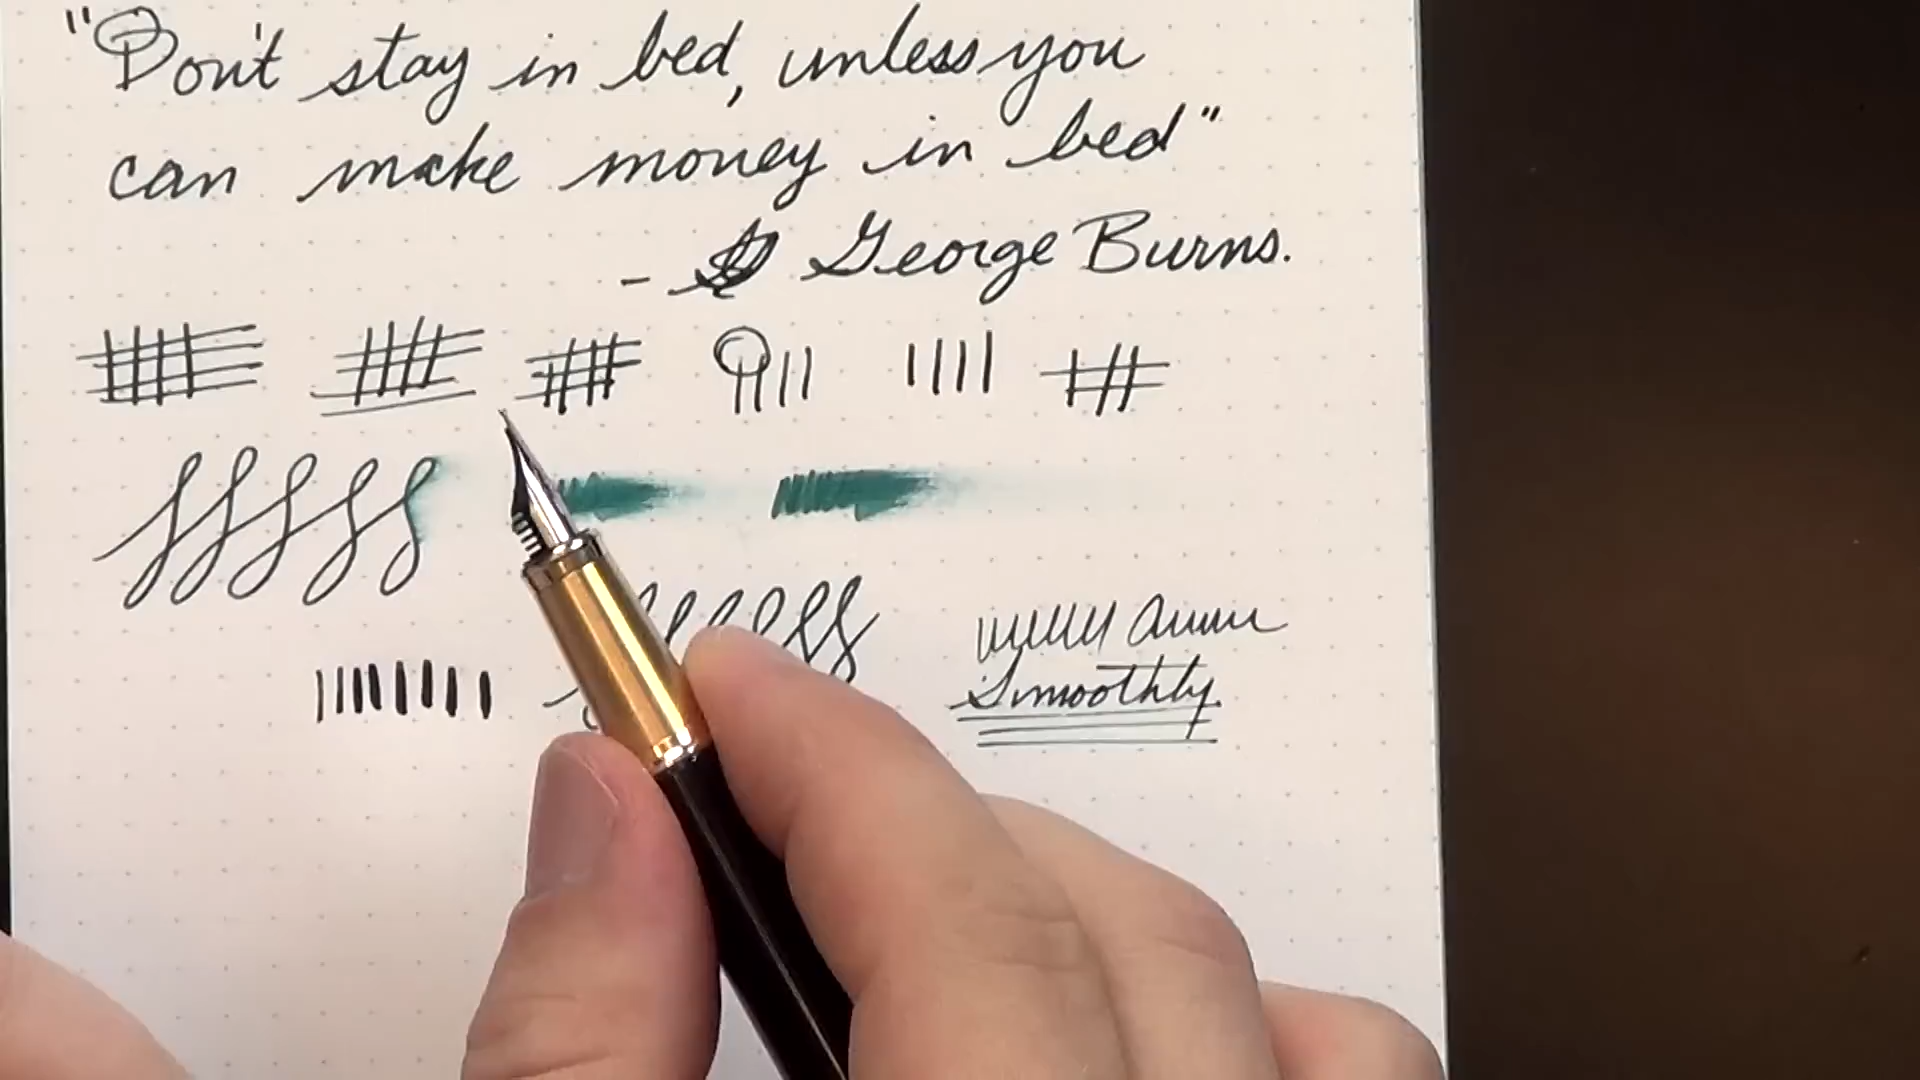 "Don't stay in bed, unless you
can make money in bed"
- George Burns.
Smoothly